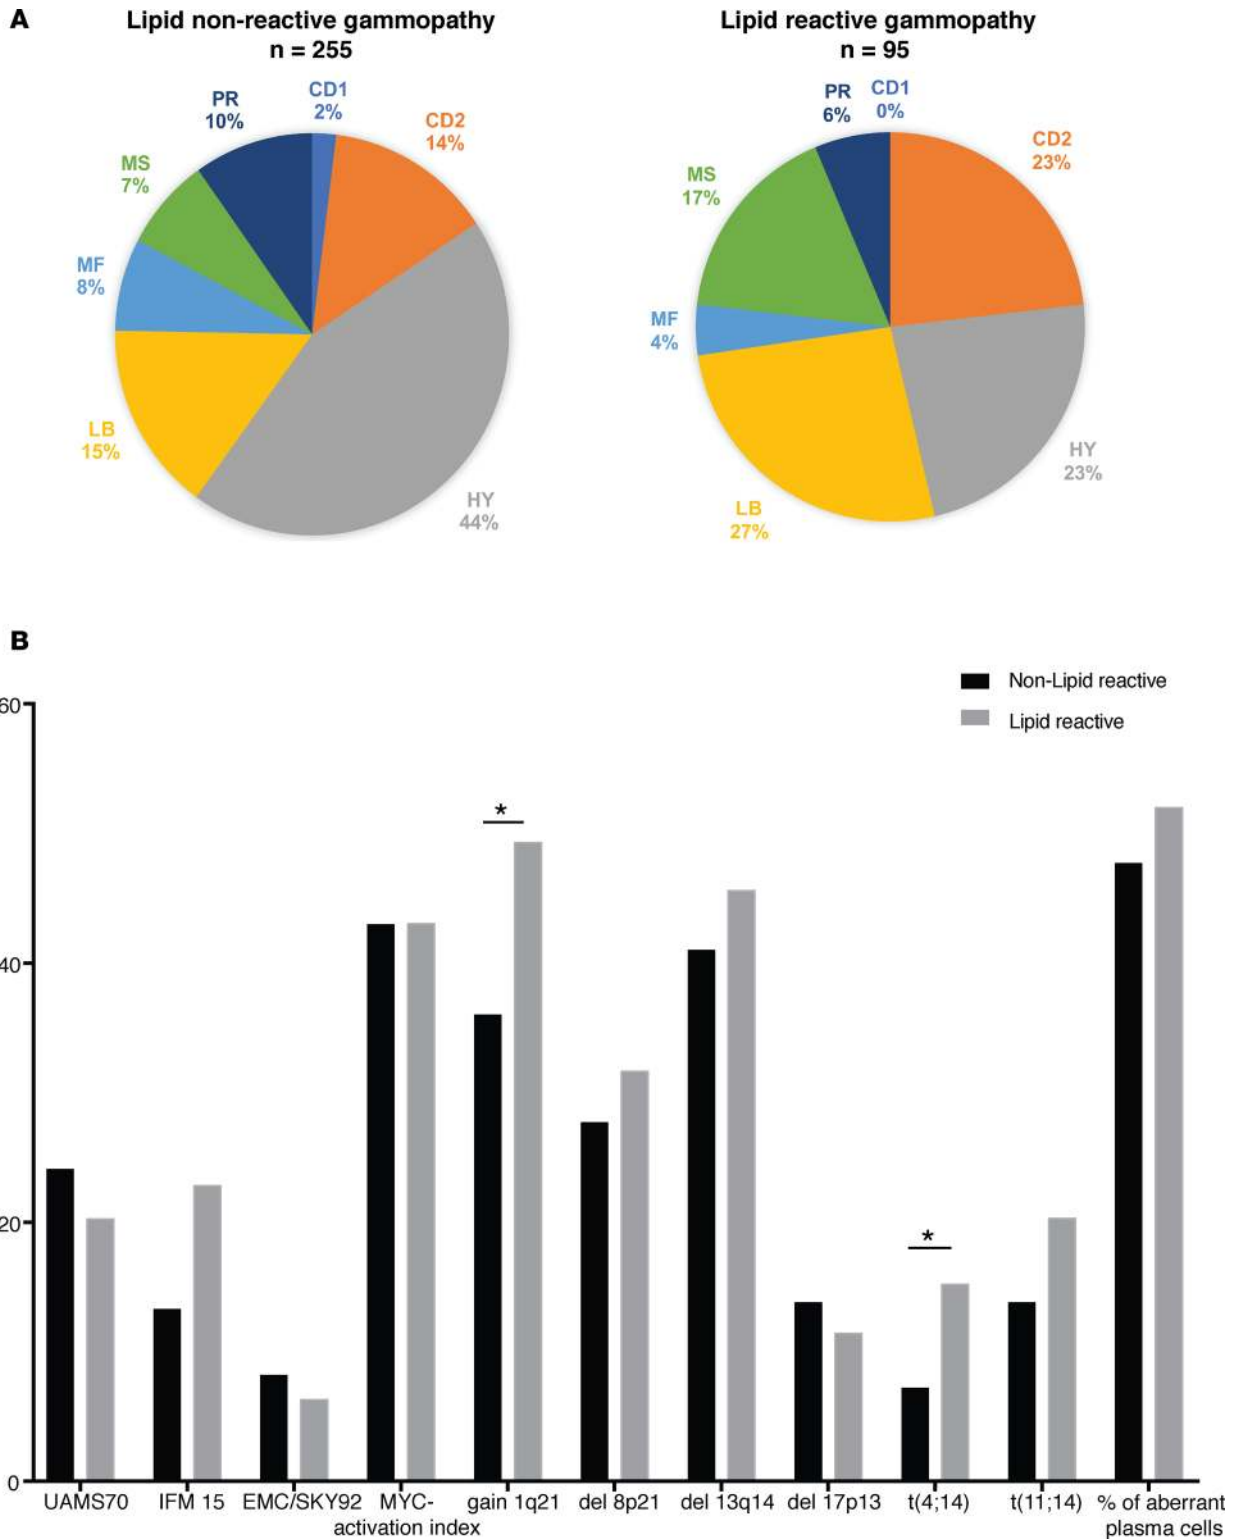 A
Lipid non-reactive gammopathy
n = 255
Lipid reactive gammopathy
n = 95
CD1
2%
CD2
14%
HY
44%
LB
15%
MF
8%
MS
7%
PR
10%
CD1
0%
CD2
23%
HY
23%
LB
27%
MF
4%
MS
17%
PR
6%
B
Non-Lipid reactive
Lipid reactive
60
40
20
0
UAMS70
IFM 15
EMC/SKY92
MYC-
activation index
gain 1q21
del 8p21
del 13q14
del 17p13
t(4;14)
t(11;14)
% of aberrant
plasma cells
*
*